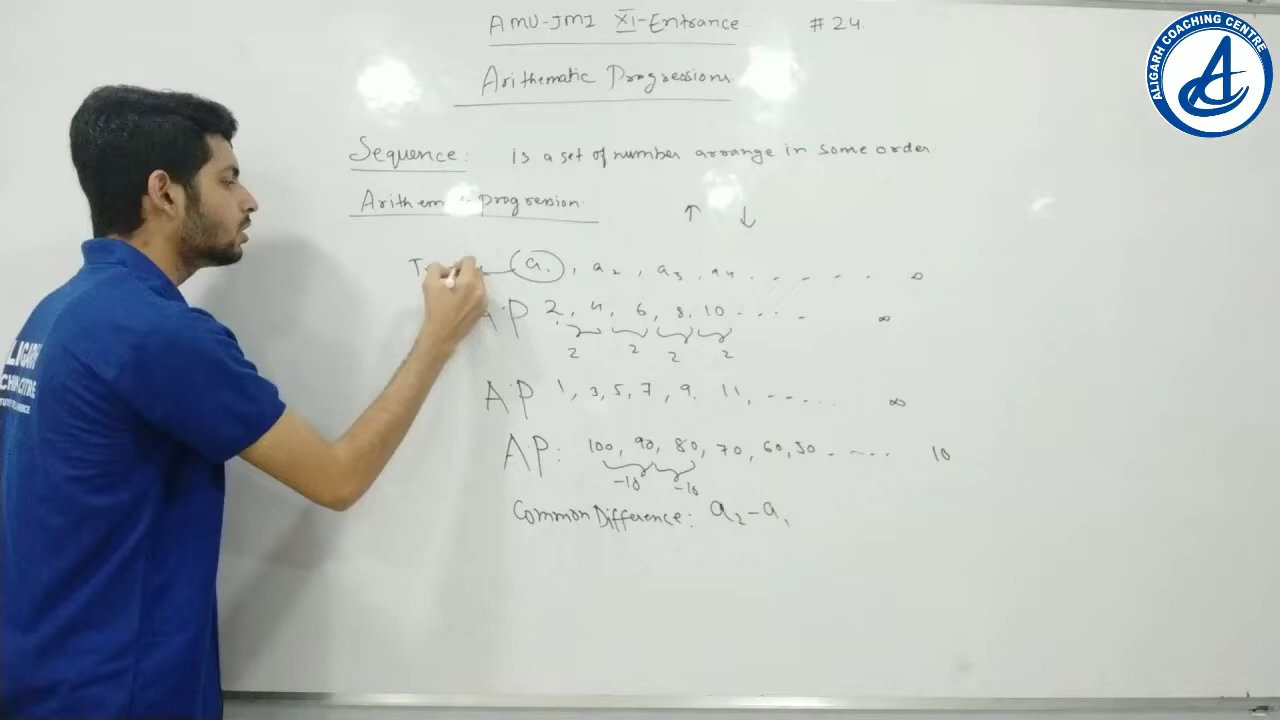 AMU-JMI XI-Entrance #24.
ALIGARH COACHING CENTRE
Arithematic Progressions
Sequence: is a set of number arrange in some order
progression
↑ ↓
a1, a2, a3, a4 . . . . . . ∞
A.P 2, 4, 6, 8, 10 . . . . ∞
2 2 2 2
A.P 1, 3, 5, 7, 9, 11, ------ ∞
A.P: 100, 90, 80, 70, 60, 50 - ---- 10
-10 -10
Common Difference: a2 - a1